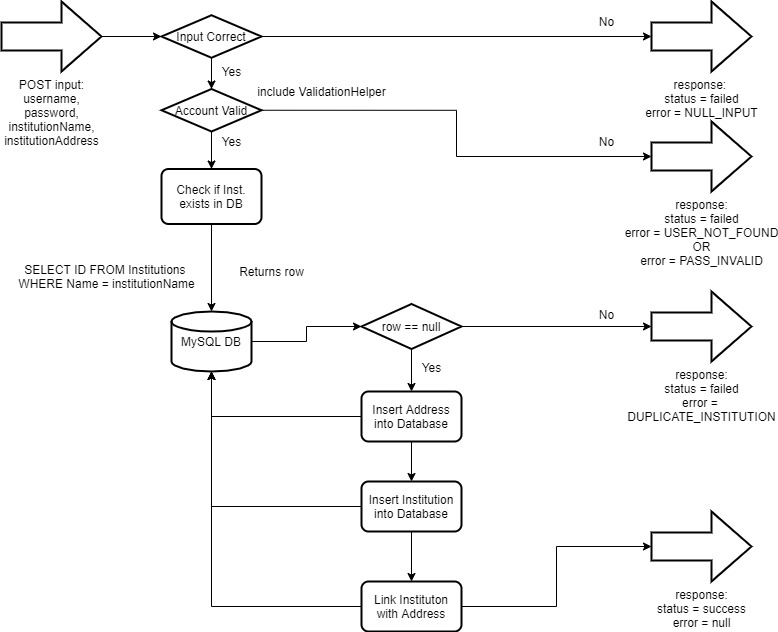 Input Correct
No
POST input:
username,
password,
institutionName,
institutionAddress
Yes
response:
status = failed
error = NULL_INPUT
include ValidationHelper
Account Valid
Yes
No
Check if Inst.
exists in DB
response:
status = failed
error = USER_NOT_FOUND
OR
error = PASS_INVALID
SELECT ID FROM Institutions
WHERE Name = institutionName
Returns row
MySQL DB
row == null
No
Yes
response:
status = failed
error =
DUPLICATE_INSTITUTION
Insert Address
into Database
Insert Institution
into Database
Link Instituton
with Address
response:
status = success
error = null